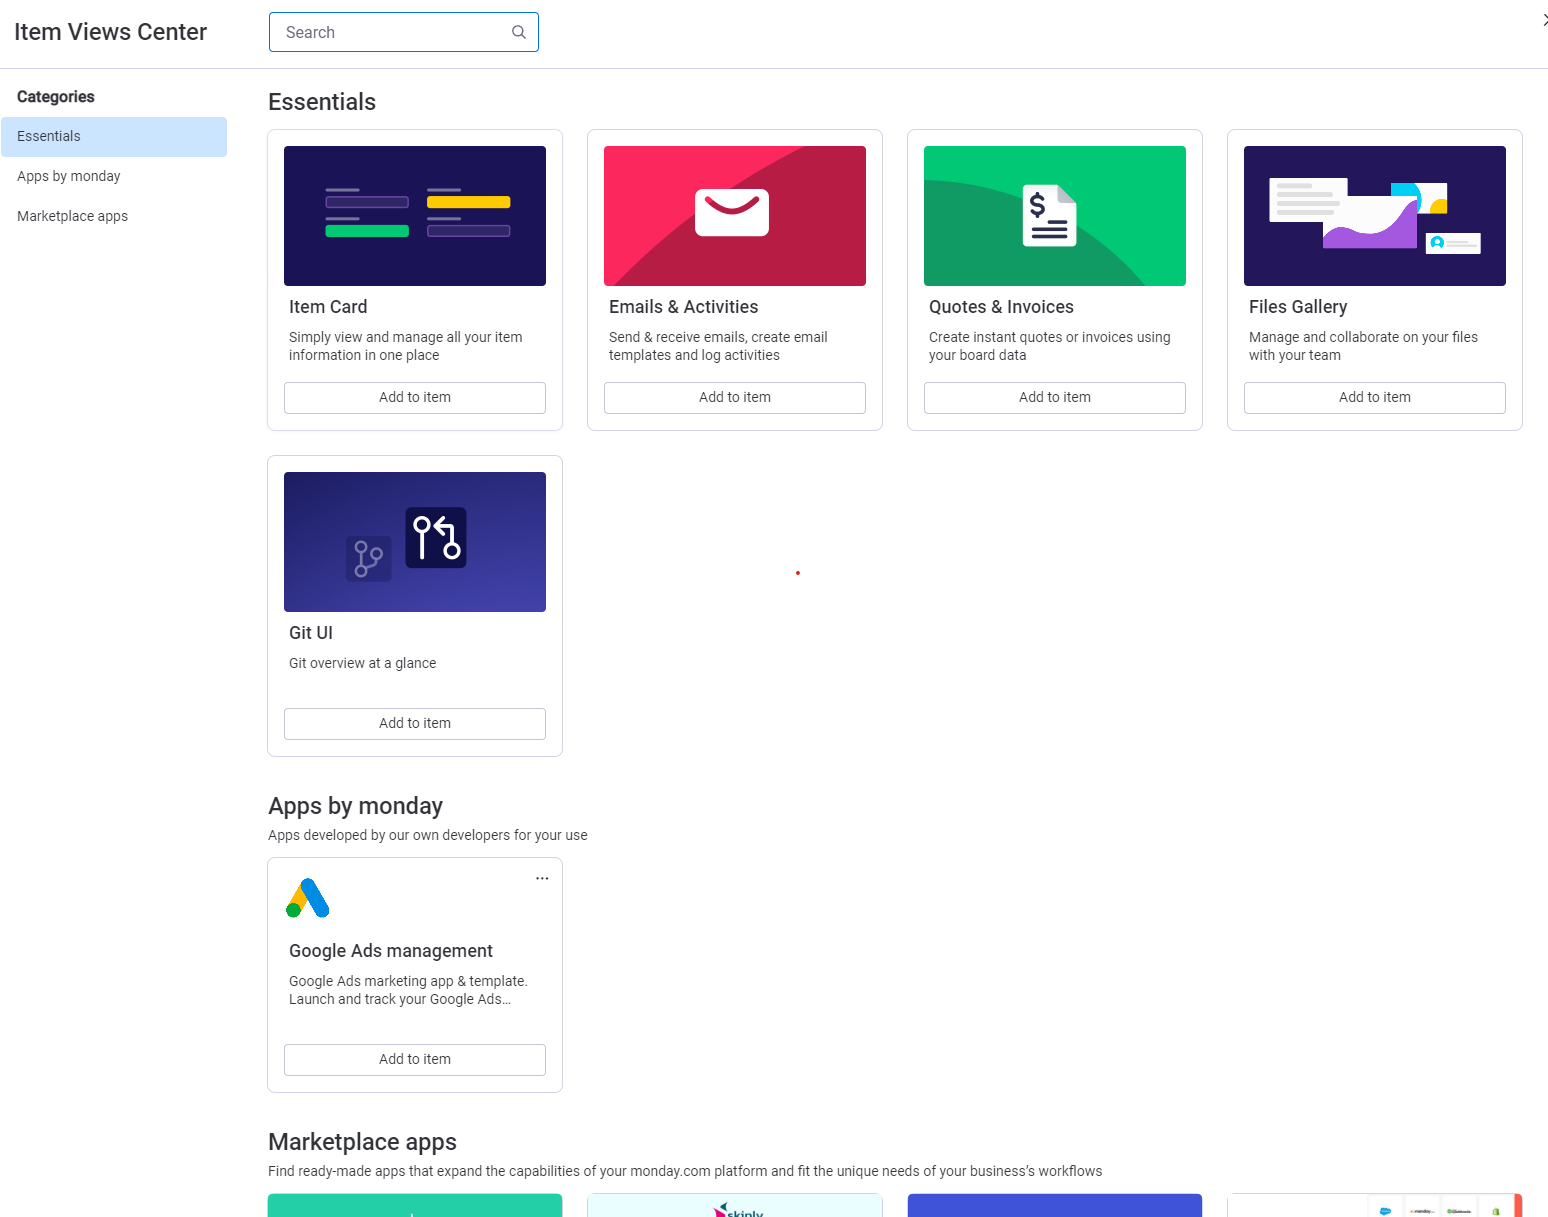 Item Views Center
Search
Categories
Essentials
Apps by monday
Marketplace apps
Essentials
Item Card
Simply view and manage all your item
information in one place
Add to item
Emails & Activities
Send & receive emails, create email
templates and log activities
Add to item
Quotes & Invoices
Create instant quotes or invoices using
your board data
Add to item
Files Gallery
Manage and collaborate on your files
with your team
Add to item
Git UI
Git overview at a glance
Add to item
Apps by monday
Apps developed by our own developers for your use
Google Ads management
Google Ads marketing app & template.
Launch and track your Google Ads...
Add to item
Marketplace apps
Find ready-made apps that expand the capabilities of your monday.com platform and fit the unique needs of your business's workflows